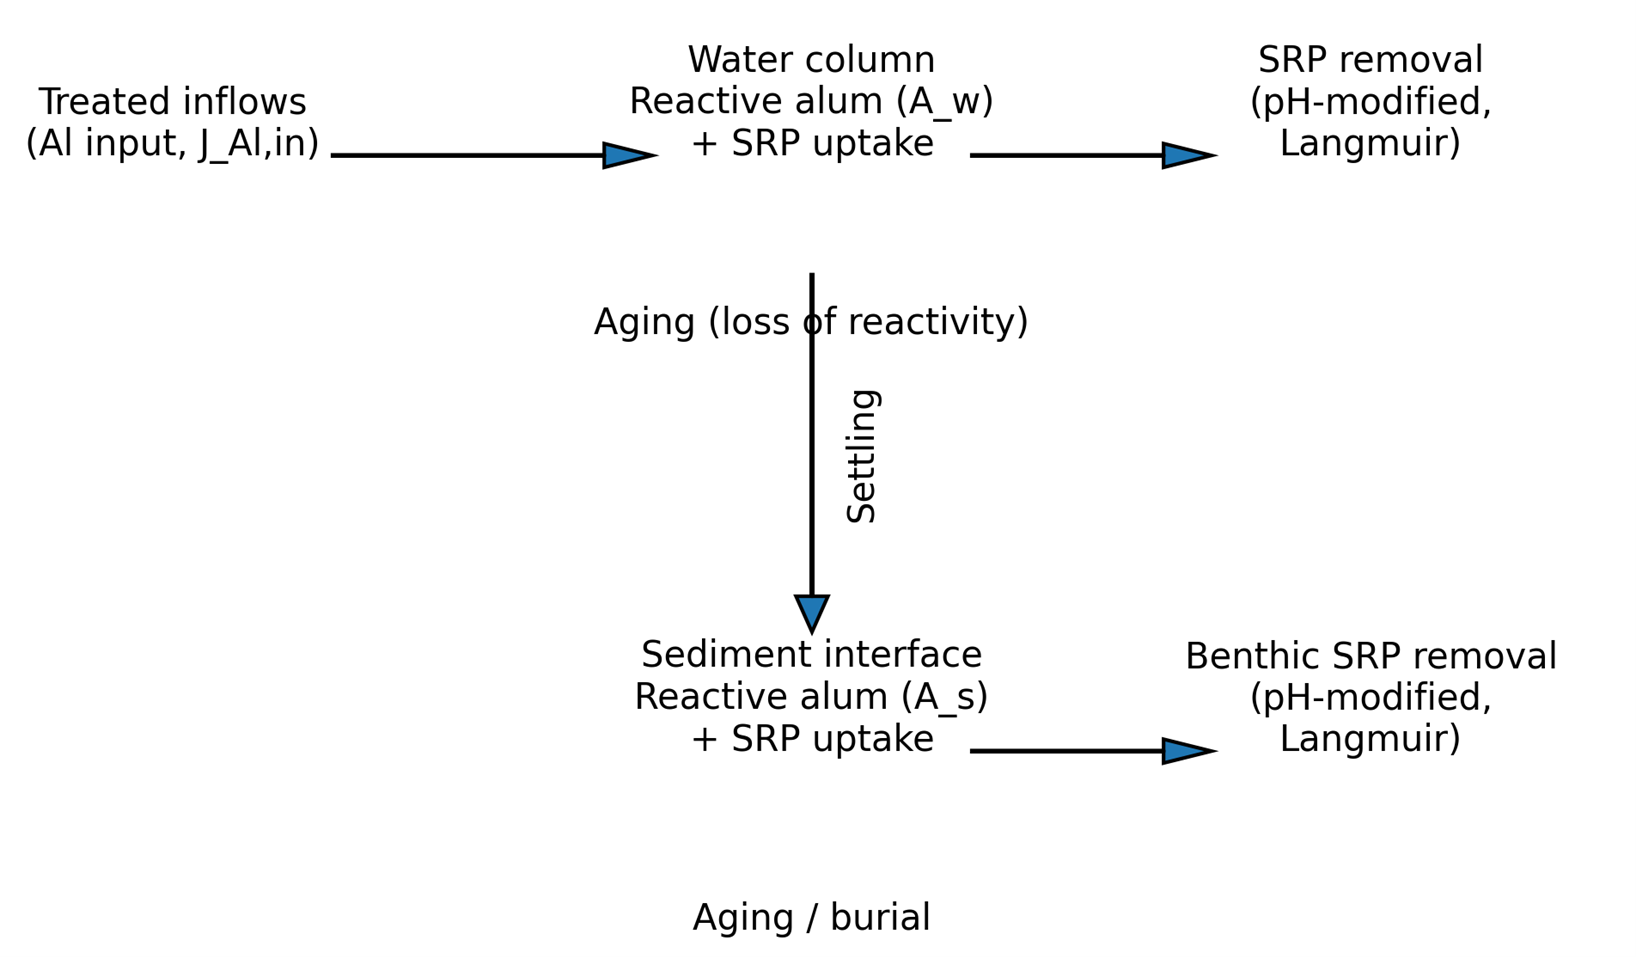 Treated inflows
(Al input, J_Al,in)
Water column
Reactive alum (A_w)
+ SRP uptake
SRP removal
(pH-modified,
Langmuir)
Aging (loss of reactivity)
Settling
Sediment interface
Reactive alum (A_s)
+ SRP uptake
Benthic SRP removal
(pH-modified,
Langmuir)
Aging / burial